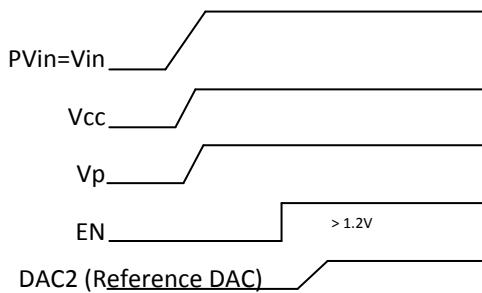 PVin=Vin
Vcc
Vp
EN
> 1.2V
DAC2 (Reference DAC)